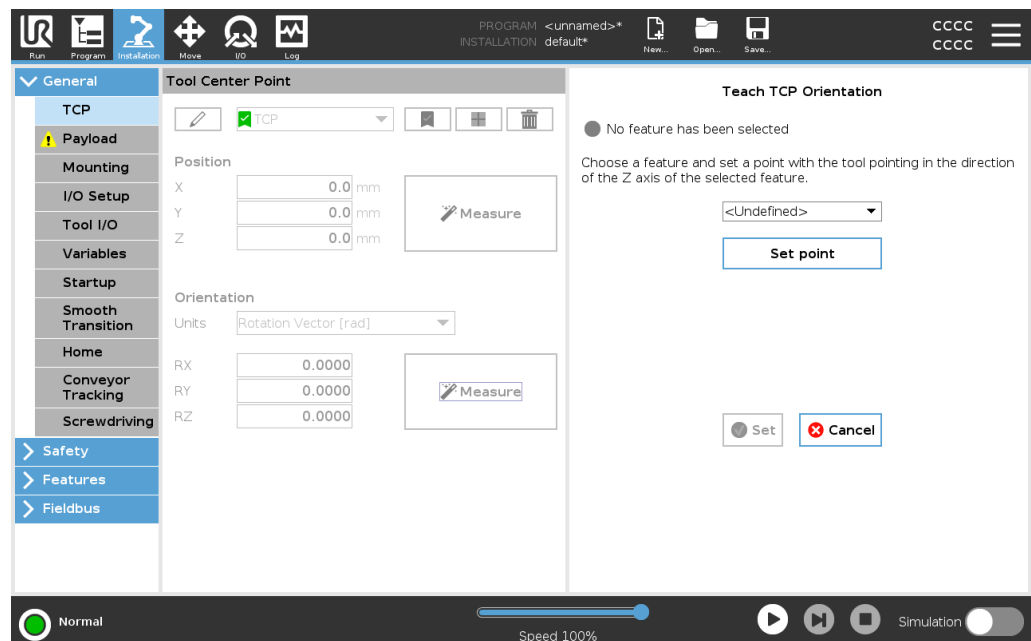 UR
PROGRAM <unnamed>*
INSTALLATION default*
CCCC
CCCC
Run
Program
Installation
Move
I/O
Log
New...
Open...
Save...
General
TCP
Payload
Mounting
I/O Setup
Tool I/O
Variables
Startup
Smooth
Transition
Home
Conveyor
Tracking
Screwdriving
Safety
Features
Fieldbus
Tool Center Point
TCP
Position
X 0.0 mm
Y 0.0 mm
Z 0.0 mm
Measure
Orientation
Units Rotation Vector [rad]
RX 0.0000
RY 0.0000
RZ 0.0000
Measure
Teach TCP Orientation
No feature has been selected
Choose a feature and set a point with the tool pointing in the direction
of the Z axis of the selected feature.
<Undefined>
Set point
Set
Cancel
Normal
Speed 100%
Simulation